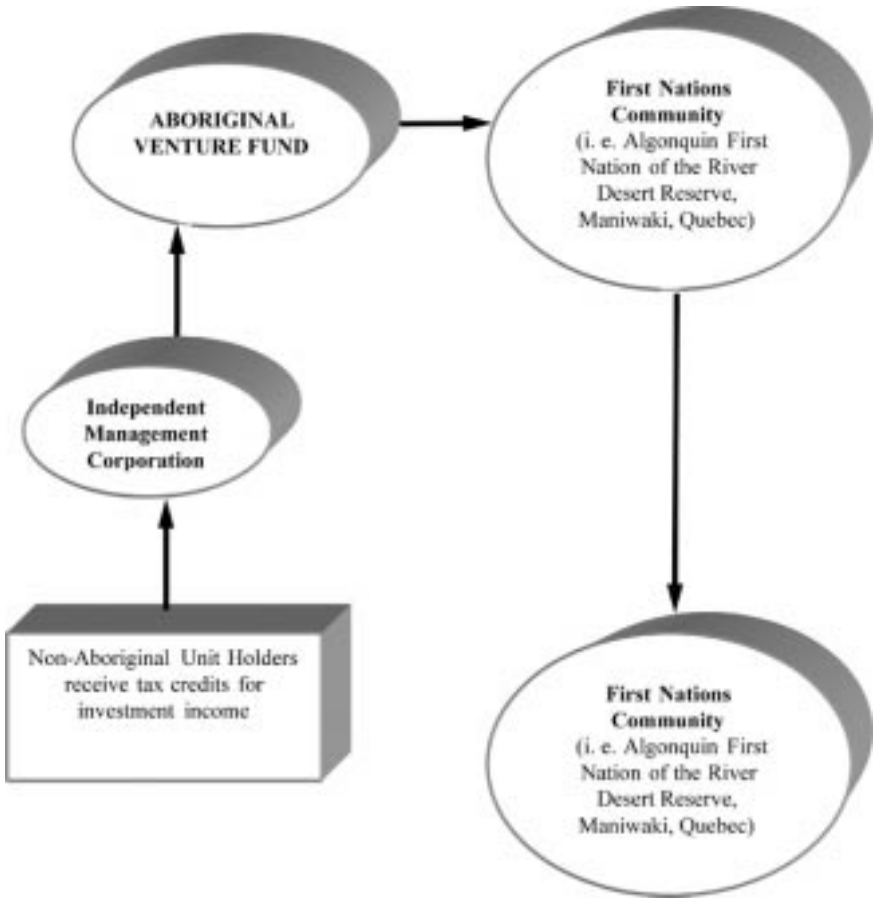 ABORIGINAL
VENTURE FUND
First Nations
Community
(i. e. Algonquin First
Nation of the River
Desert Reserve,
Maniwaki, Quebec)
Independent
Management
Corporation
Non-Aboriginal Unit Holders
receive tax credits for
investment income
First Nations
Community
(i. e. Algonquin First
Nation of the River
Desert Reserve,
Maniwaki, Quebec)